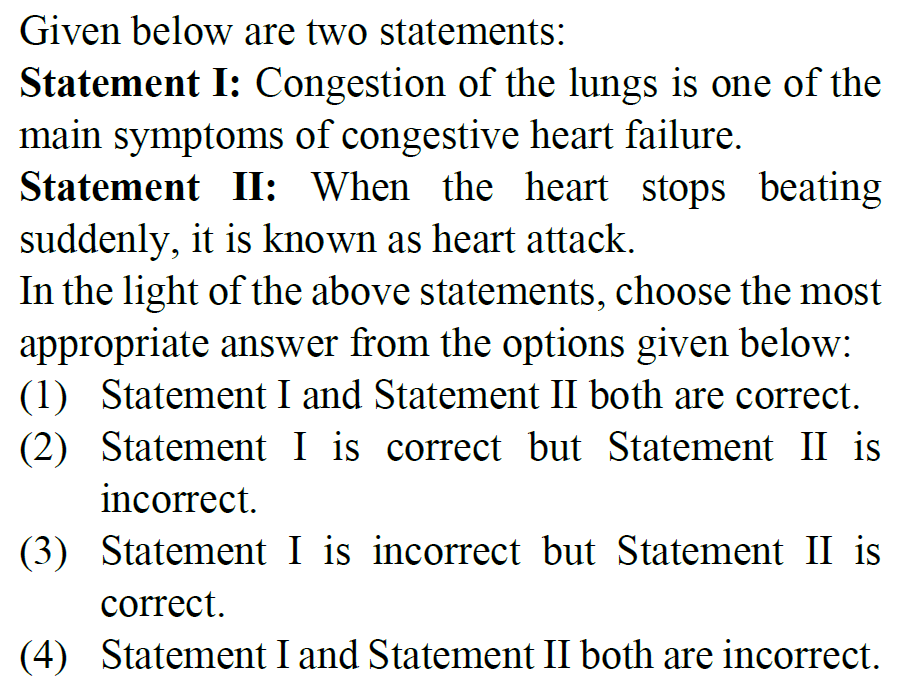 Given below are two statements:
Statement I: Congestion of the lungs is one of the
main symptoms of congestive heart failure.
Statement II: When the heart stops beating
suddenly, it is known as heart attack.
In the light of the above statements, choose the most
appropriate answer from the options given below:
(1) Statement I and Statement II both are correct.
(2) Statement I is correct but Statement II is
incorrect.
(3) Statement I is incorrect but Statement II is
correct.
(4) Statement I and Statement II both are incorrect.